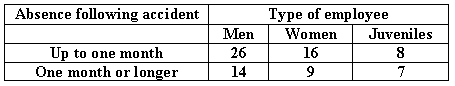 Absence following accident Type of employee
Men Women Juveniles
Up to one month 26 16 8
One month or longer 14 9 7